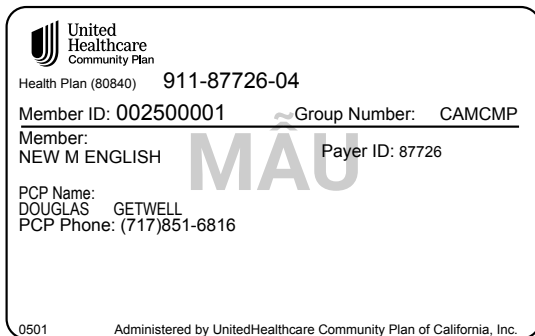 United
Healthcare
Community Plan
Health Plan (80840) 911-87726-04
Member ID: 002500001 Group Number: CAMCMP
Member:
NEW M ENGLISH Payer ID: 87726
MẪU
PCP Name:
DOUGLAS GETWELL
PCP Phone: (717)851-6816
0501 Administered by UnitedHealthcare Community Plan of California, Inc.